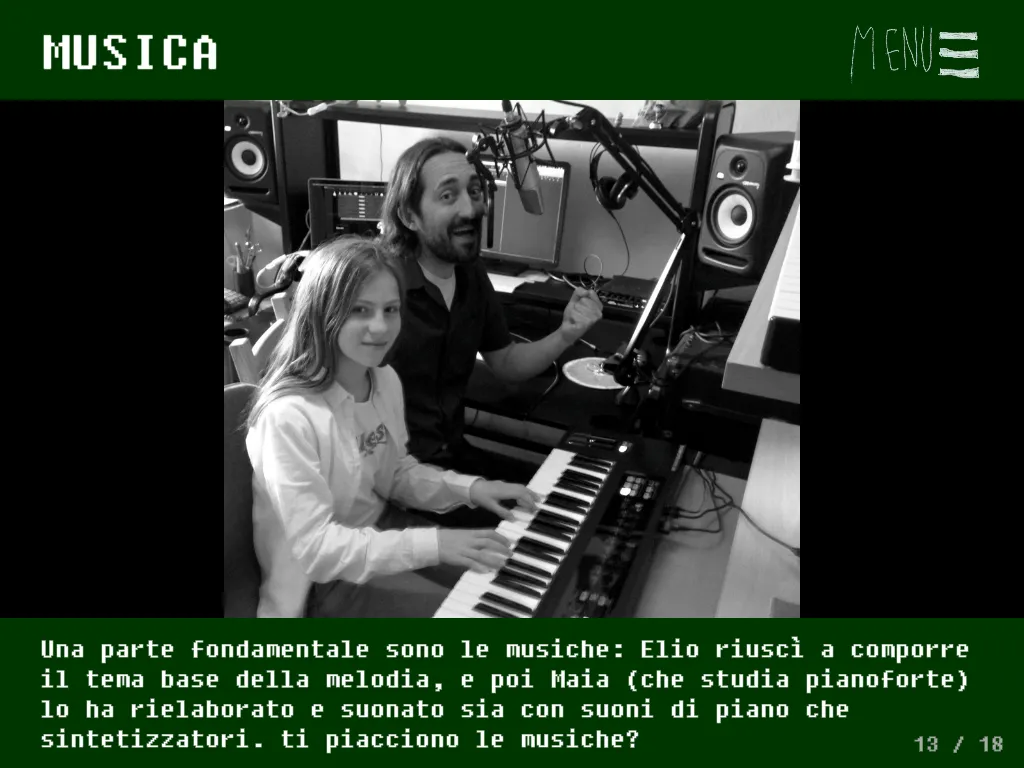 MUSICA
MENU
Una parte fondamentale sono le musiche: Elio riuscì a comporre
il tema base della melodia, e poi Maia (che studia pianoforte)
lo ha rielaborato e suonato sia con suoni di piano che
sintetizzatori. ti piacciono le musiche?
13 / 18